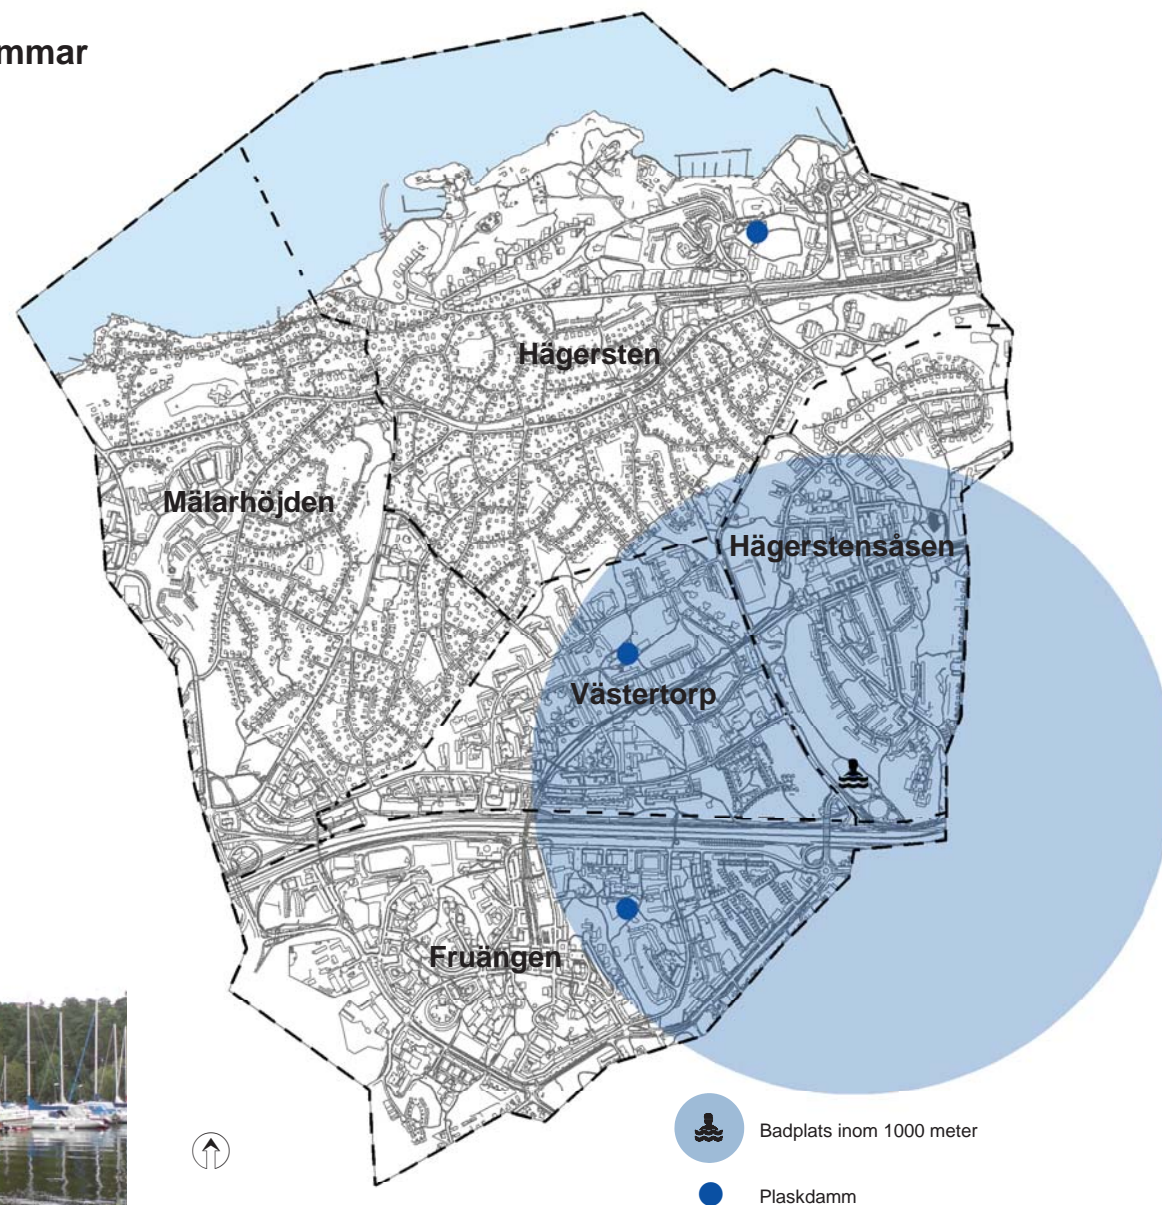 mmar
Hägersten
Mälarhöjden
Hägerstensåsen
Västertorp
Fruängen
Badplats inom 1000 meter
Plaskdamm